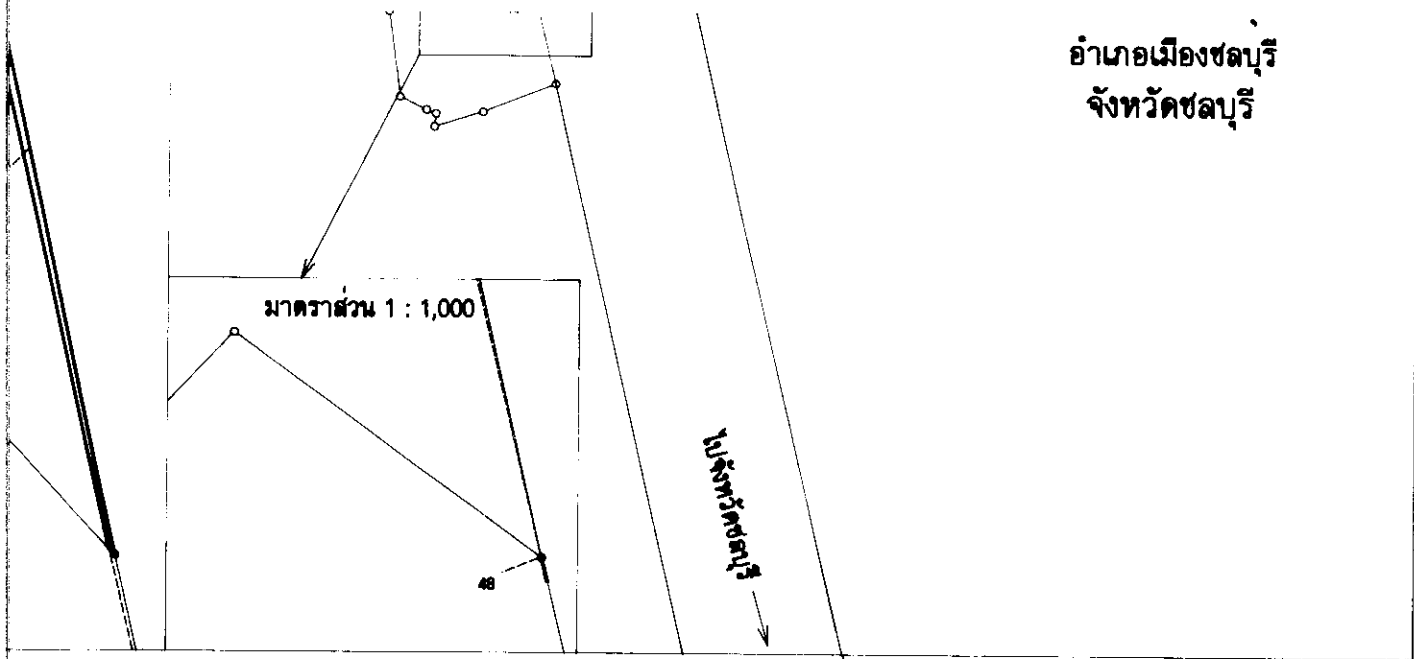 อำเภอเมืองชลบุรี
จังหวัดชลบุรี
มาตราส่วน 1 : 1,000
ไปจังหวัดชลบุรี
48